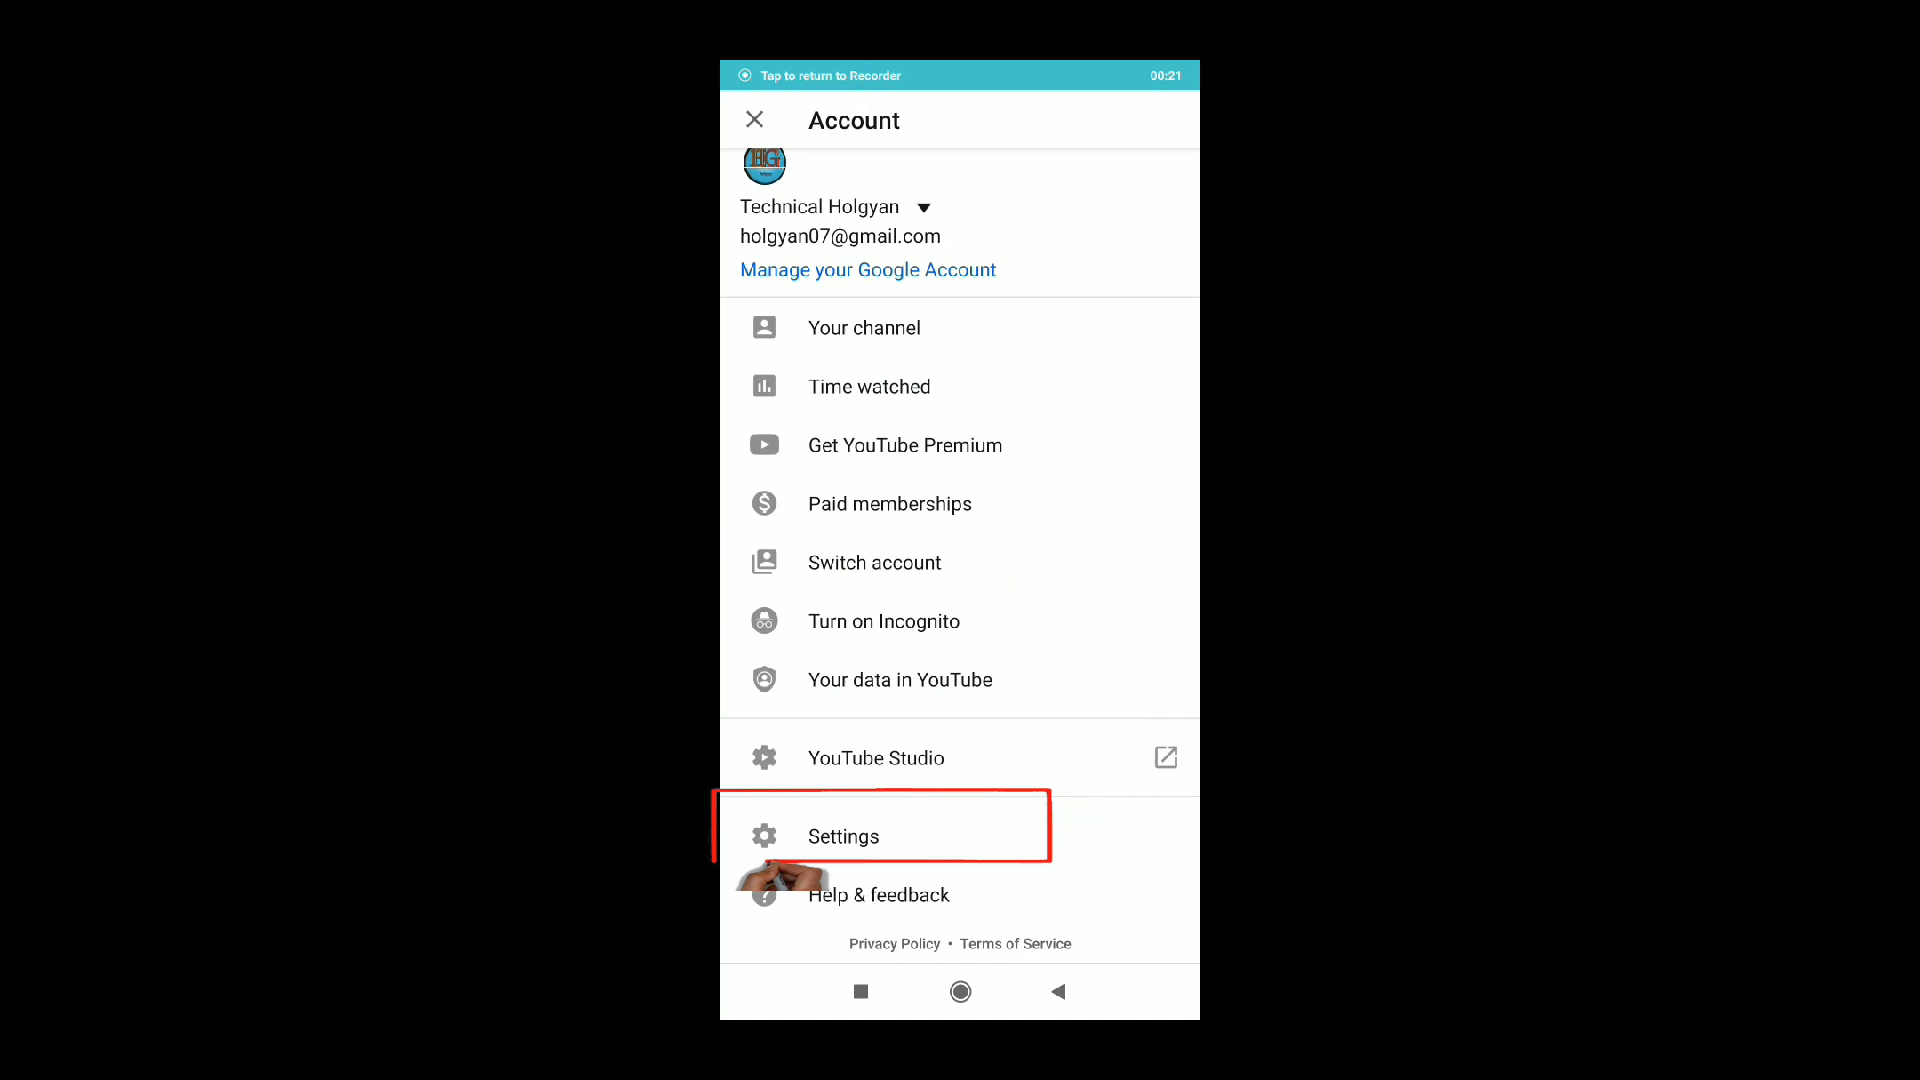 Tap to return to Recorder 00:21
Account
HG
Technical Holgyan
holgyan07@gmail.com
Manage your Google Account
Your channel
Time watched
Get YouTube Premium
Paid memberships
Switch account
Turn on Incognito
Your data in YouTube
YouTube Studio
Settings
Help & feedback
Privacy Policy • Terms of Service